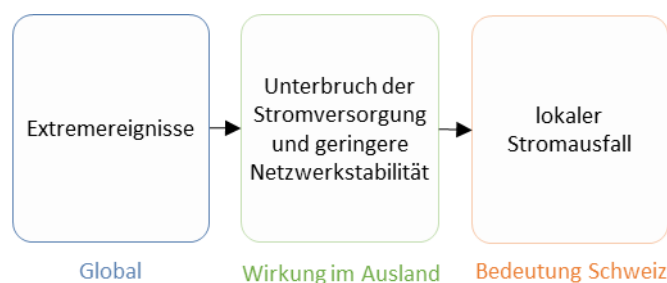 Extremereignisse
Unterbruch der
Stromversorgung
und geringere
Netzwerkstabilität
lokaler
Stromausfall
Global
Wirkung im Ausland
Bedeutung Schweiz